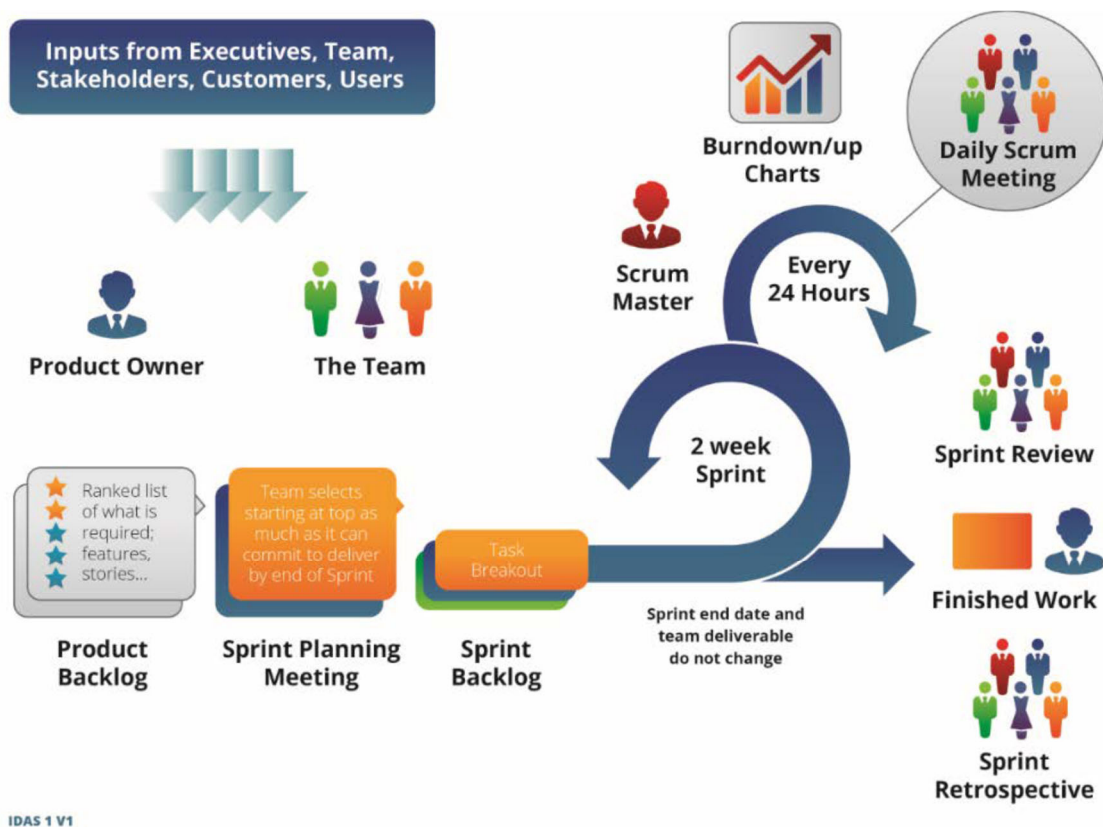 Inputs from Executives, Team,
Stakeholders, Customers, Users
Burndown/up
Charts
Daily Scrum
Meeting
Scrum
Master
Every
24 Hours
Product Owner
The Team
2 week
Sprint
Sprint Review
Ranked list
of what is
required;
features,
stories...
Team selects
starting at top as
much as it can
commit to deliver
by end of Sprint
Task
Breakout
Product
Backlog
Sprint Planning
Meeting
Sprint
Backlog
Sprint end date and
team deliverable
do not change
Finished Work
Sprint
Retrospective
IDAS 1 V1